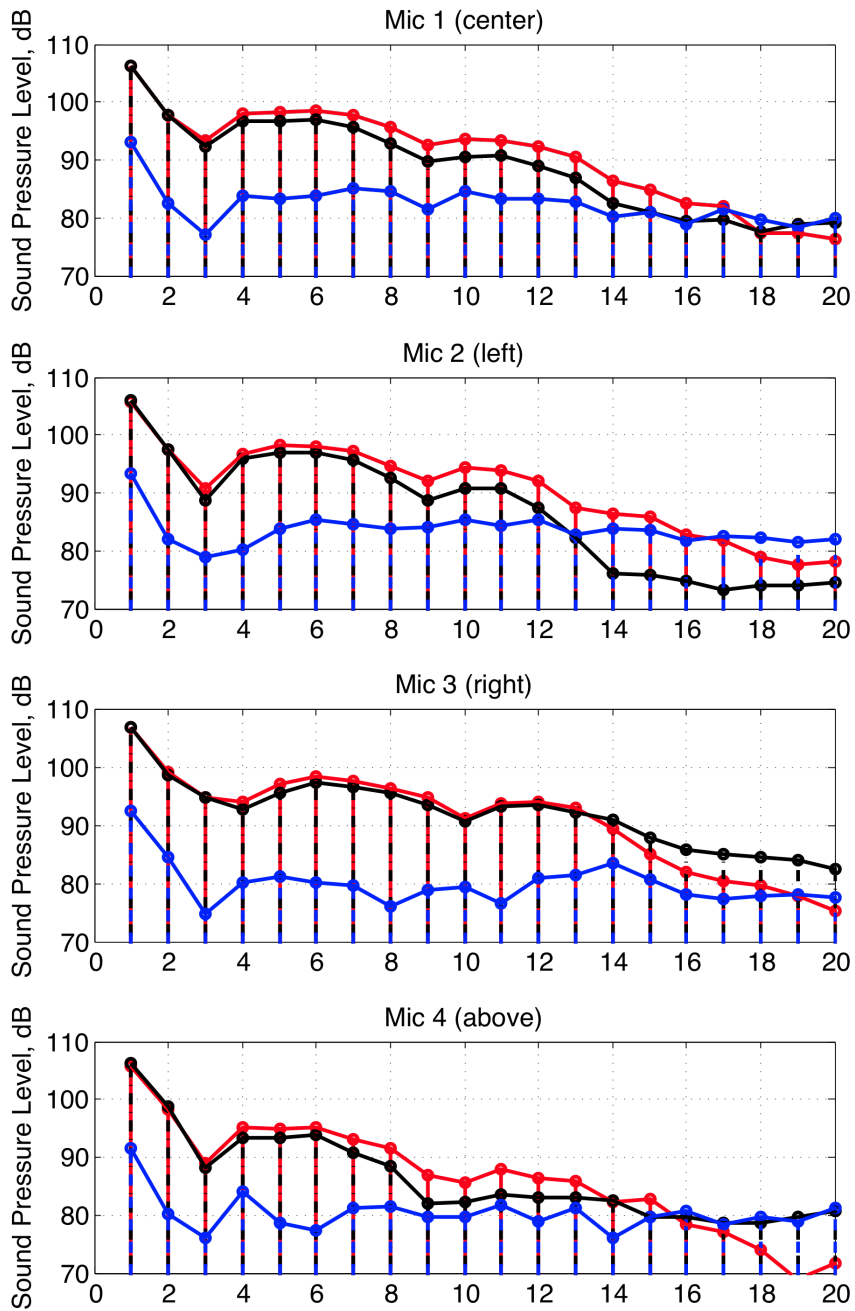 Mic 1 (center)
Sound Pressure Level, dB
110
100
90
80
70
0 2 4 6 8 10 12 14 16 18 20
Mic 2 (left)
Sound Pressure Level, dB
110
100
90
80
70
0 2 4 6 8 10 12 14 16 18 20
Mic 3 (right)
Sound Pressure Level, dB
110
100
90
80
70
0 2 4 6 8 10 12 14 16 18 20
Mic 4 (above)
Sound Pressure Level, dB
110
100
90
80
70
0 2 4 6 8 10 12 14 16 18 20